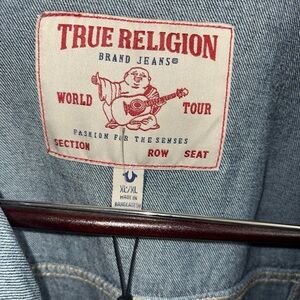 TRUE RELIGION
BRAND JEANS®
WORLD TOUR
FASHION FOR THE SENSES
SECTION ROW SEAT
XL/XL
MADE IN
BANGLADESH